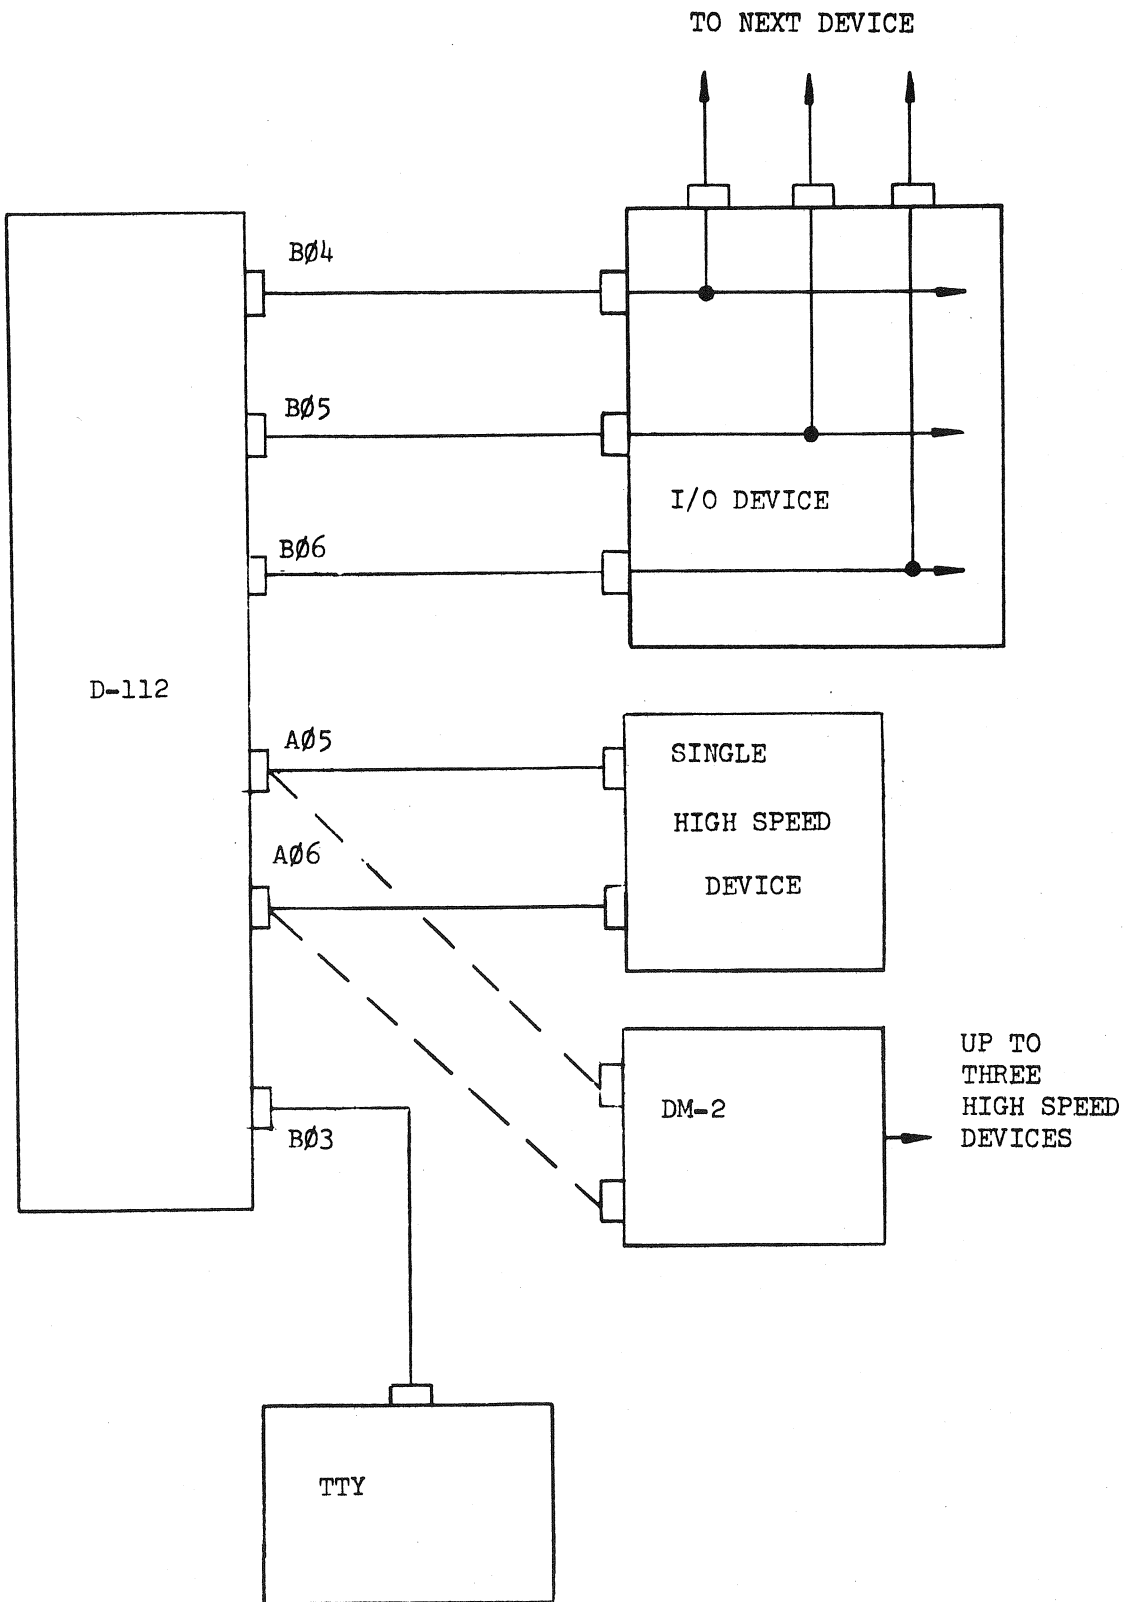 TO NEXT DEVICE
BØ4
BØ5
I/O DEVICE
BØ6
D-112
AØ5
SINGLE
HIGH SPEED
AØ6
DEVICE
UP TO
THREE
HIGH SPEED
DEVICES
DM-2
BØ3
TTY